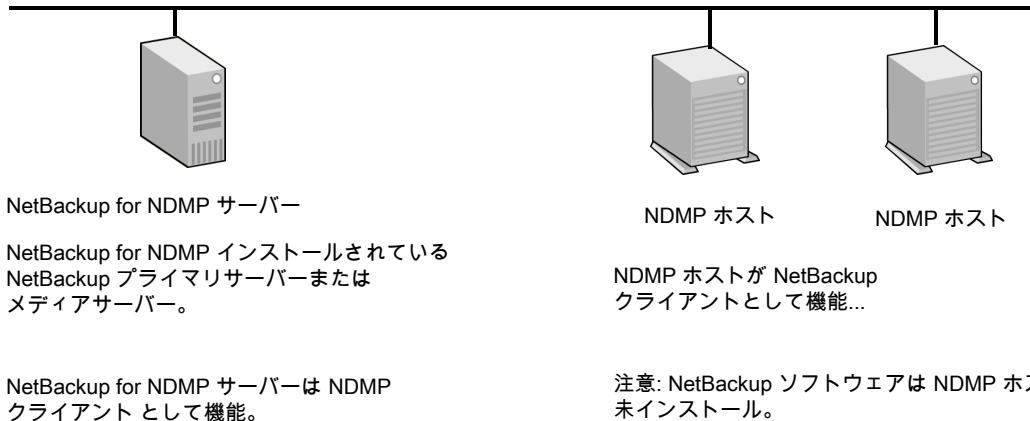 NetBackup for NDMP サーバー
NetBackup for NDMP インストールされている
NetBackup プライマリサーバーまたは
メディアサーバー。
NetBackup for NDMP サーバーは NDMP
クライアント として機能。
NDMP ホスト
NDMP ホスト
NDMP ホストが NetBackup
クライアントとして機能...
注意: NetBackup ソフトウェアは NDMP ホス
未インストール。